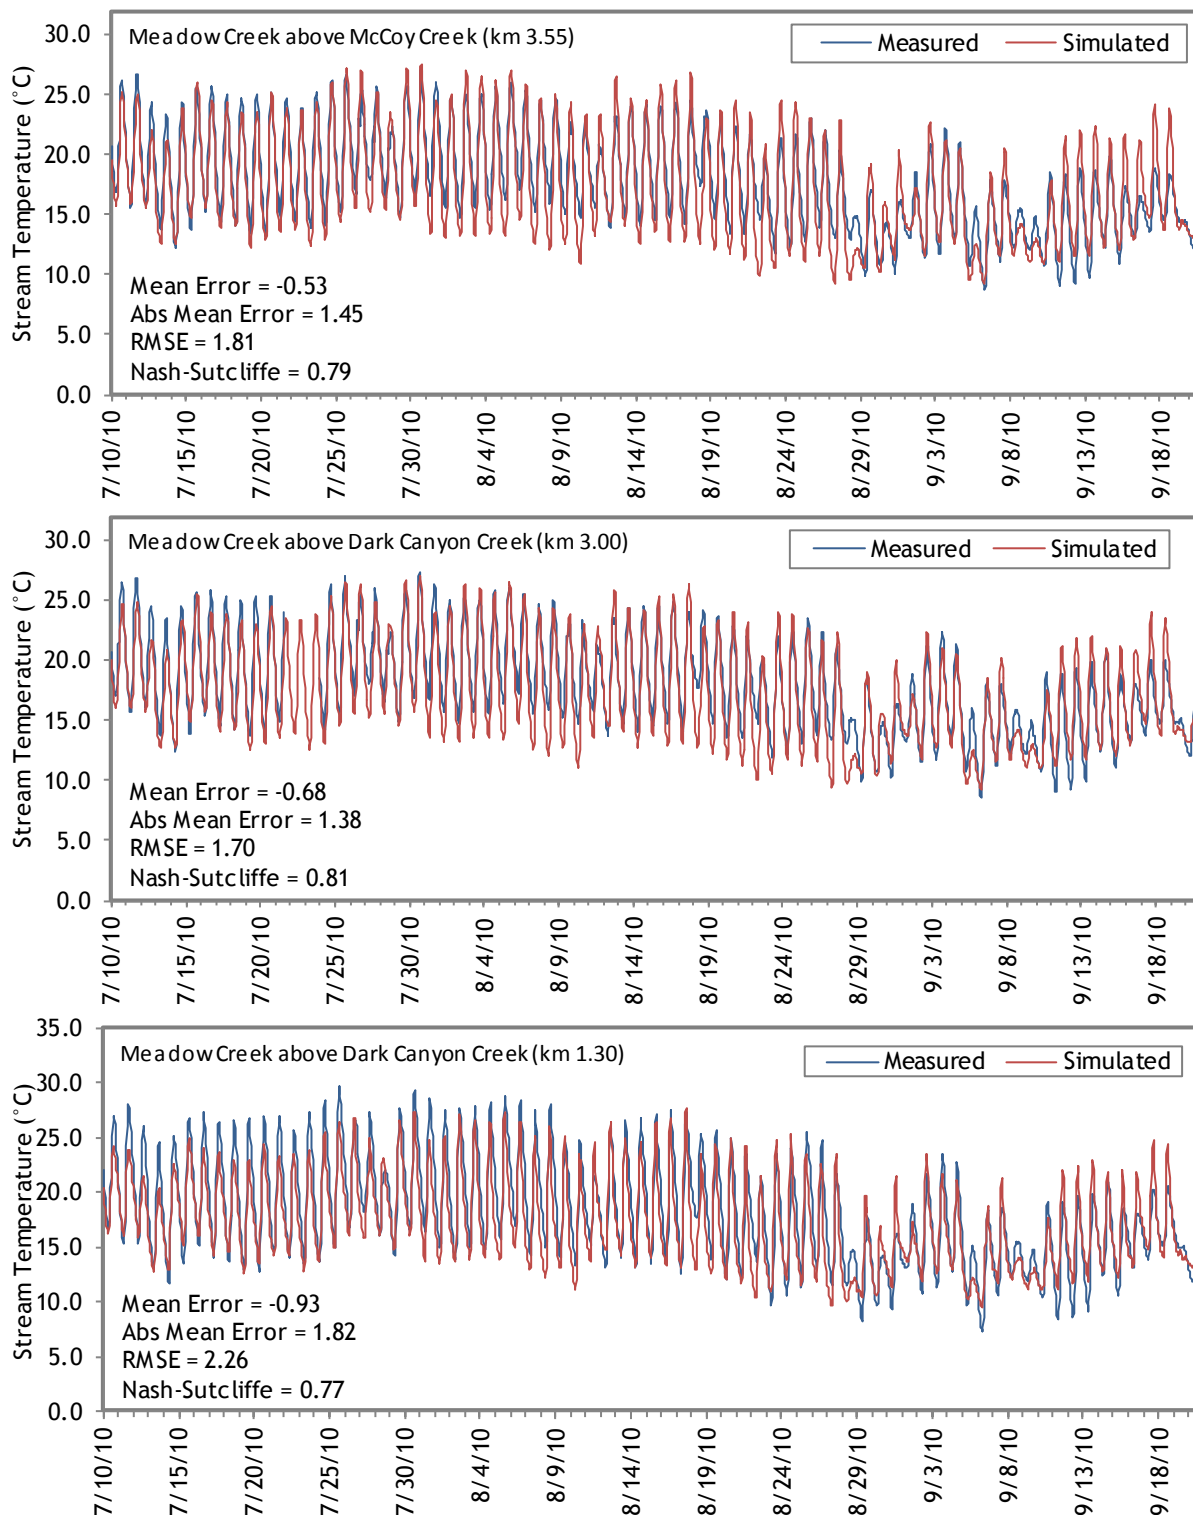 30.0
Meadow Creek above McCoy Creek (km 3.55)
Measured
Simulated
25.0
20.0
15.0
10.0
5.0
0.0
Stream Temperature (°C)
Mean Error = -0.53
Abs Mean Error = 1.45
RMSE = 1.81
Nash-Sutcliffe = 0.79
7/10/10
7/15/10
7/20/10
7/25/10
7/30/10
8/4/10
8/9/10
8/14/10
8/19/10
8/24/10
8/29/10
9/3/10
9/8/10
9/13/10
9/18/10
30.0
Meadow Creek above Dark Canyon Creek (km 3.00)
Measured
Simulated
25.0
20.0
15.0
10.0
5.0
0.0
Stream Temperature (°C)
Mean Error = -0.68
Abs Mean Error = 1.38
RMSE = 1.70
Nash-Sutcliffe = 0.81
7/10/10
7/15/10
7/20/10
7/25/10
7/30/10
8/4/10
8/9/10
8/14/10
8/19/10
8/24/10
8/29/10
9/3/10
9/8/10
9/13/10
9/18/10
35.0
Meadow Creek above Dark Canyon Creek (km 1.30)
Measured
Simulated
30.0
25.0
20.0
15.0
10.0
5.0
0.0
Stream Temperature (°C)
Mean Error = -0.93
Abs Mean Error = 1.82
RMSE = 2.26
Nash-Sutcliffe = 0.77
7/10/10
7/15/10
7/20/10
7/25/10
7/30/10
8/4/10
8/9/10
8/14/10
8/19/10
8/24/10
8/29/10
9/3/10
9/8/10
9/13/10
9/18/10